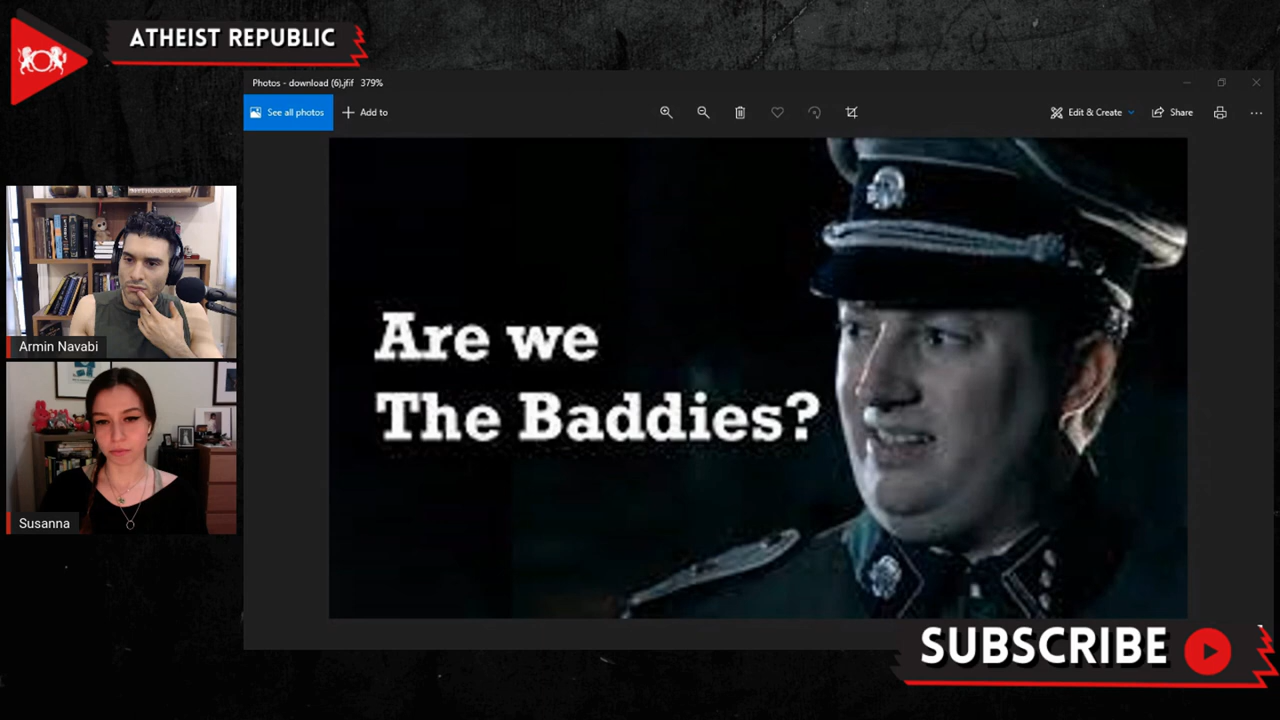 ATHEIST REPUBLIC
Photos - download (6).jfif 379%
See all photos
Add to
Edit & Create
Share
MYTHOLOGICA
Armin Navabi
Are we
The Baddies?
Susanna
SUBSCRIBE